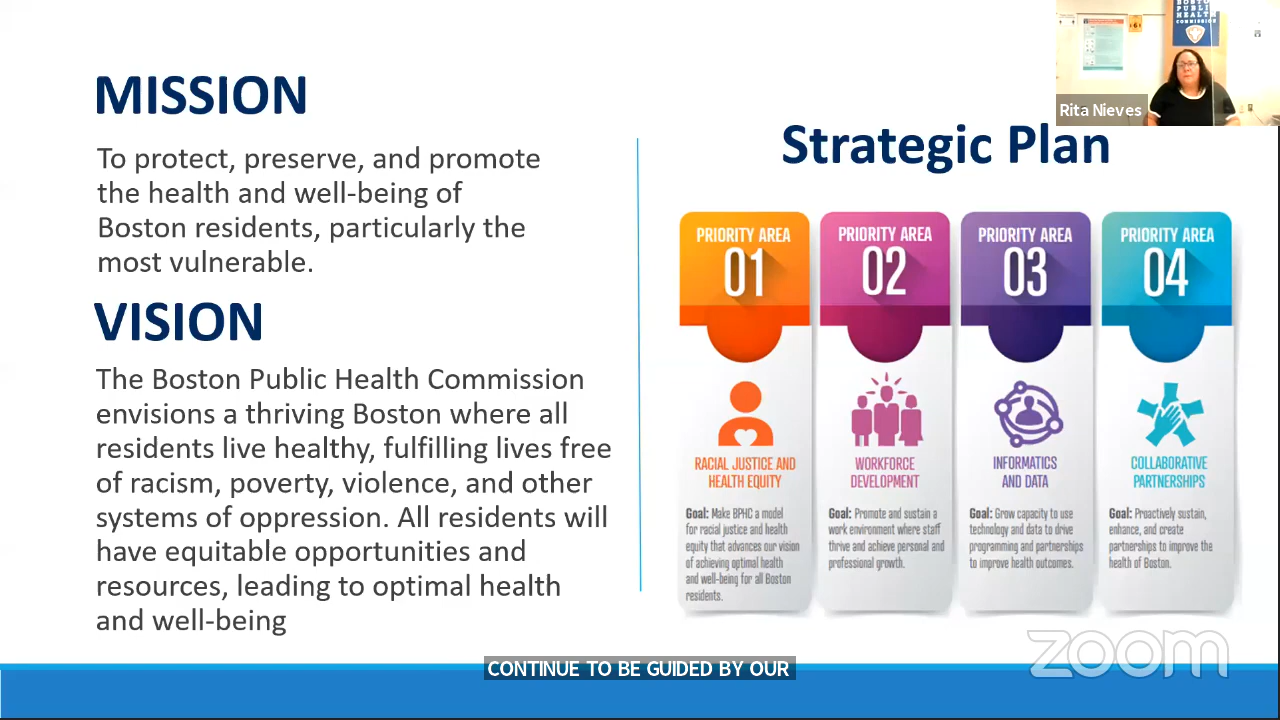 MISSION
To protect, preserve, and promote
the health and well-being of
Boston residents, particularly the
most vulnerable.
VISION
The Boston Public Health Commission
envisions a thriving Boston where all
residents live healthy, fulfilling lives free
of racism, poverty, violence, and other
systems of oppression. All residents will
have equitable opportunities and
resources, leading to optimal health
and well-being
BOSTON
PUBLIC
HEALTH
COMMISSION
Rita Nieves
Strategic Plan
PRIORITY AREA
01
RACIAL JUSTICE AND
HEALTH EQUITY
Goal: Make BPHC a model
for racial justice and health
equity that advances our vision
of achieving optimal health
and well-being for all Boston
residents.
PRIORITY AREA
02
WORKFORCE
DEVELOPMENT
Goal: Promote and sustain a
work environment where staff
thrive and achieve personal and
professional growth.
PRIORITY AREA
03
INFORMATICS
AND DATA
Goal: Grow capacity to use
technology and data to drive
programming and partnerships
to improve health outcomes.
PRIORITY AREA
04
COLLABORATIVE
PARTNERSHIPS
Goal: Proactively sustain,
enhance, and create
partnerships to improve the
health of Boston.
zoom
CONTINUE TO BE GUIDED BY OUR